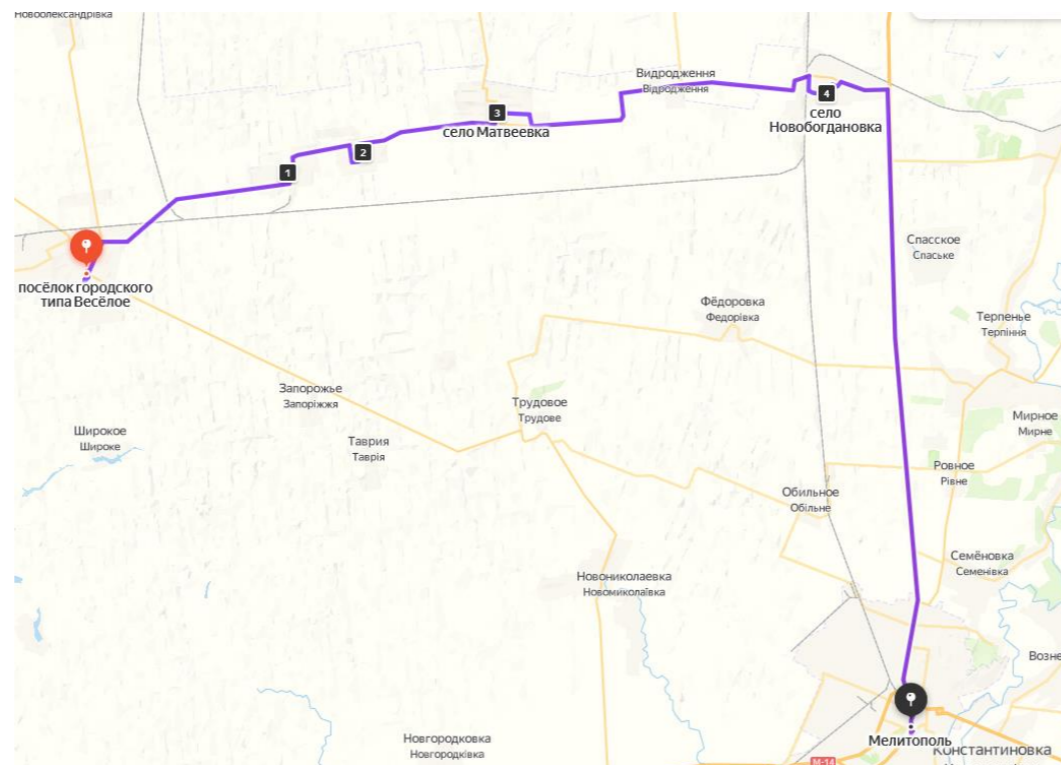 Новоолександрівка
Видродження
Відродження
4
3
село
Новобогдановка
село Матвеевка
2
1
Спасское
Спаське
посёлок городского
типа Весёлое
Фёдоровка
Федорівка
Терпенье
Терпіння
Запорожье
Запоріжжя
Трудовое
Трудове
Мирное
Мирне
Широкое
Широке
Таврия
Таврія
Ровное
Рівне
Обильное
Обільне
Семёновка
Семенівка
Новониколаевка
Новомиколаївка
Возне
Новгородковка
Новгородківка
Мелитополь
Константиновка
М-14